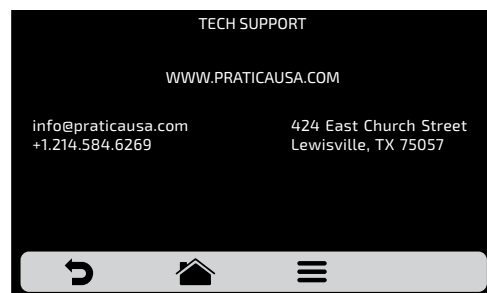 TECH SUPPORT
WWW.PRATICAUSA.COM
info@praticausa.com
+1.214.584.6269
424 East Church Street
Lewisville, TX 75057